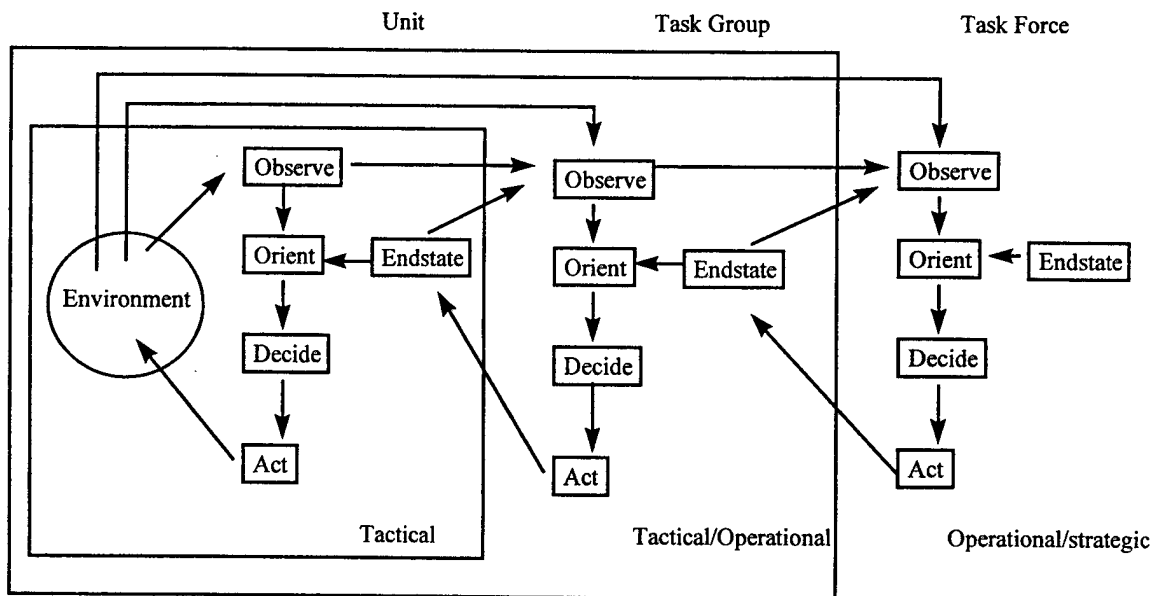 Unit
Task Group
Task Force
Observe
Orient
Endstate
Environment
Decide
Act
Tactical
Observe
Orient
Endstate
Decide
Act
Tactical/Operational
Observe
Orient
Endstate
Decide
Act
Operational/strategic